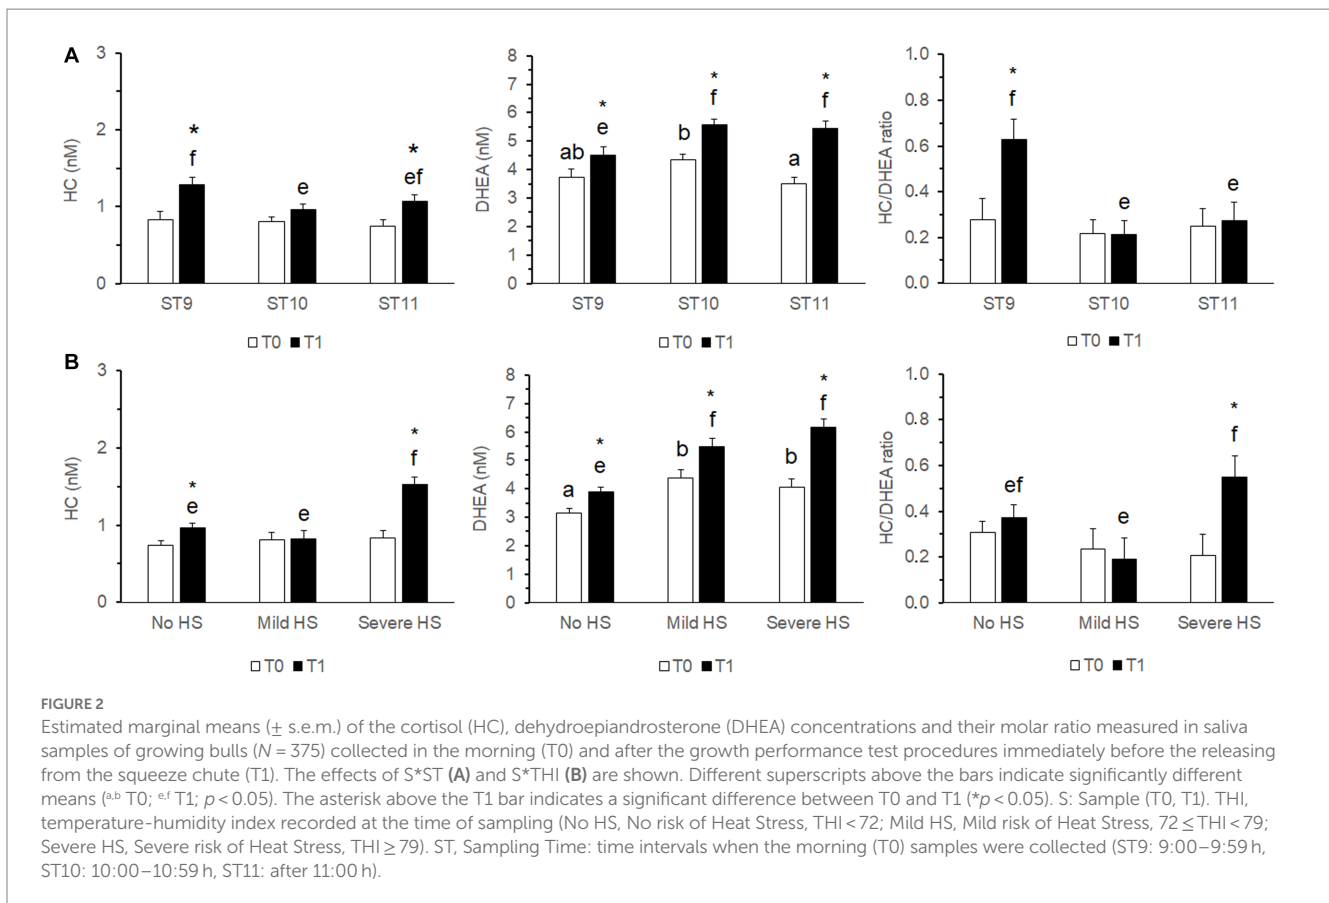 A
3
2
1
0
HC (nM)
*
f
e
*
ef
ST9 ST10 ST11
□ T0 ■ T1
8
7
6
5
4
3
2
1
0
DHEA (nM)
ab
*
e
b
*
f
a
*
f
ST9 ST10 ST11
□ T0 ■ T1
1.0
0.8
0.6
0.4
0.2
0.0
HC/DHEA ratio
*
f
e
e
ST9 ST10 ST11
□ T0 ■ T1
B
3
2
1
0
HC (nM)
*
e
e
*
f
No HS Mild HS Severe HS
□ T0 ■ T1
8
7
6
5
4
3
2
1
0
DHEA (nM)
a
*
e
b
*
f
b
*
f
No HS Mild HS Severe HS
□ T0 ■ T1
1.0
0.8
0.6
0.4
0.2
0.0
HC/DHEA ratio
ef
e
*
f
No HS Mild HS Severe HS
□ T0 ■ T1
FIGURE 2
Estimated marginal means (± s.e.m.) of the cortisol (HC), dehydroepiandrosterone (DHEA) concentrations and their molar ratio measured in saliva
samples of growing bulls (N = 375) collected in the morning (T0) and after the growth performance test procedures immediately before the releasing
from the squeeze chute (T1). The effects of S*ST (A) and S*THI (B) are shown. Different superscripts above the bars indicate significantly different
means (a,b T0; e,f T1; p < 0.05). The asterisk above the T1 bar indicates a significant difference between T0 and T1 (*p < 0.05). S: Sample (T0, T1). THI,
temperature-humidity index recorded at the time of sampling (No HS, No risk of Heat Stress, THI < 72; Mild HS, Mild risk of Heat Stress, 72 ≤ THI < 79;
Severe HS, Severe risk of Heat Stress, THI ≥ 79). ST, Sampling Time: time intervals when the morning (T0) samples were collected (ST9: 9:00–9:59 h,
ST10: 10:00–10:59 h, ST11: after 11:00 h).